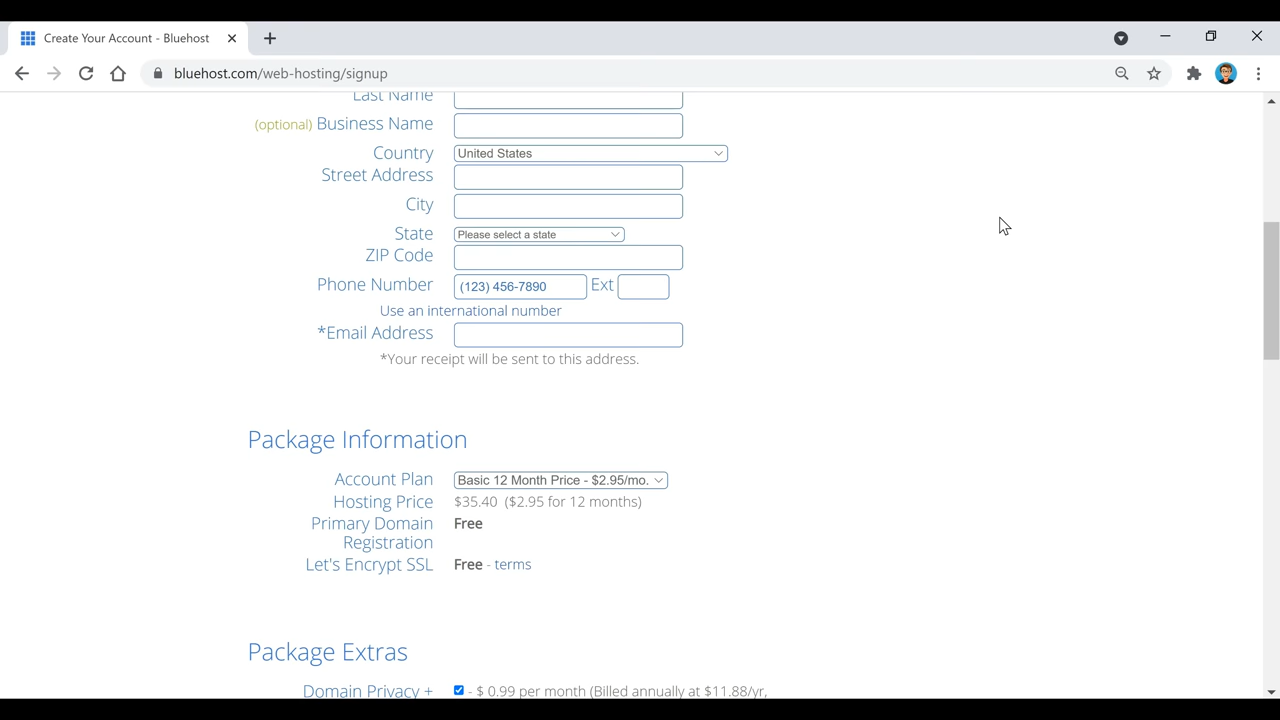 Create Your Account - Bluehost
bluehost.com/web-hosting/signup
Last Name
(optional) Business Name
Country United States
Street Address
City
State Please select a state
ZIP Code
Phone Number (123) 456-7890 Ext
Use an international number
*Email Address
*Your receipt will be sent to this address.
Package Information
Account Plan Basic 12 Month Price - $2.95/mo.
Hosting Price $35.40 ($2.95 for 12 months)
Primary Domain Free
Registration
Let's Encrypt SSL Free - terms
Package Extras
Domain Privacy + - $ 0.99 per month (Billed annually at $11.88/yr,